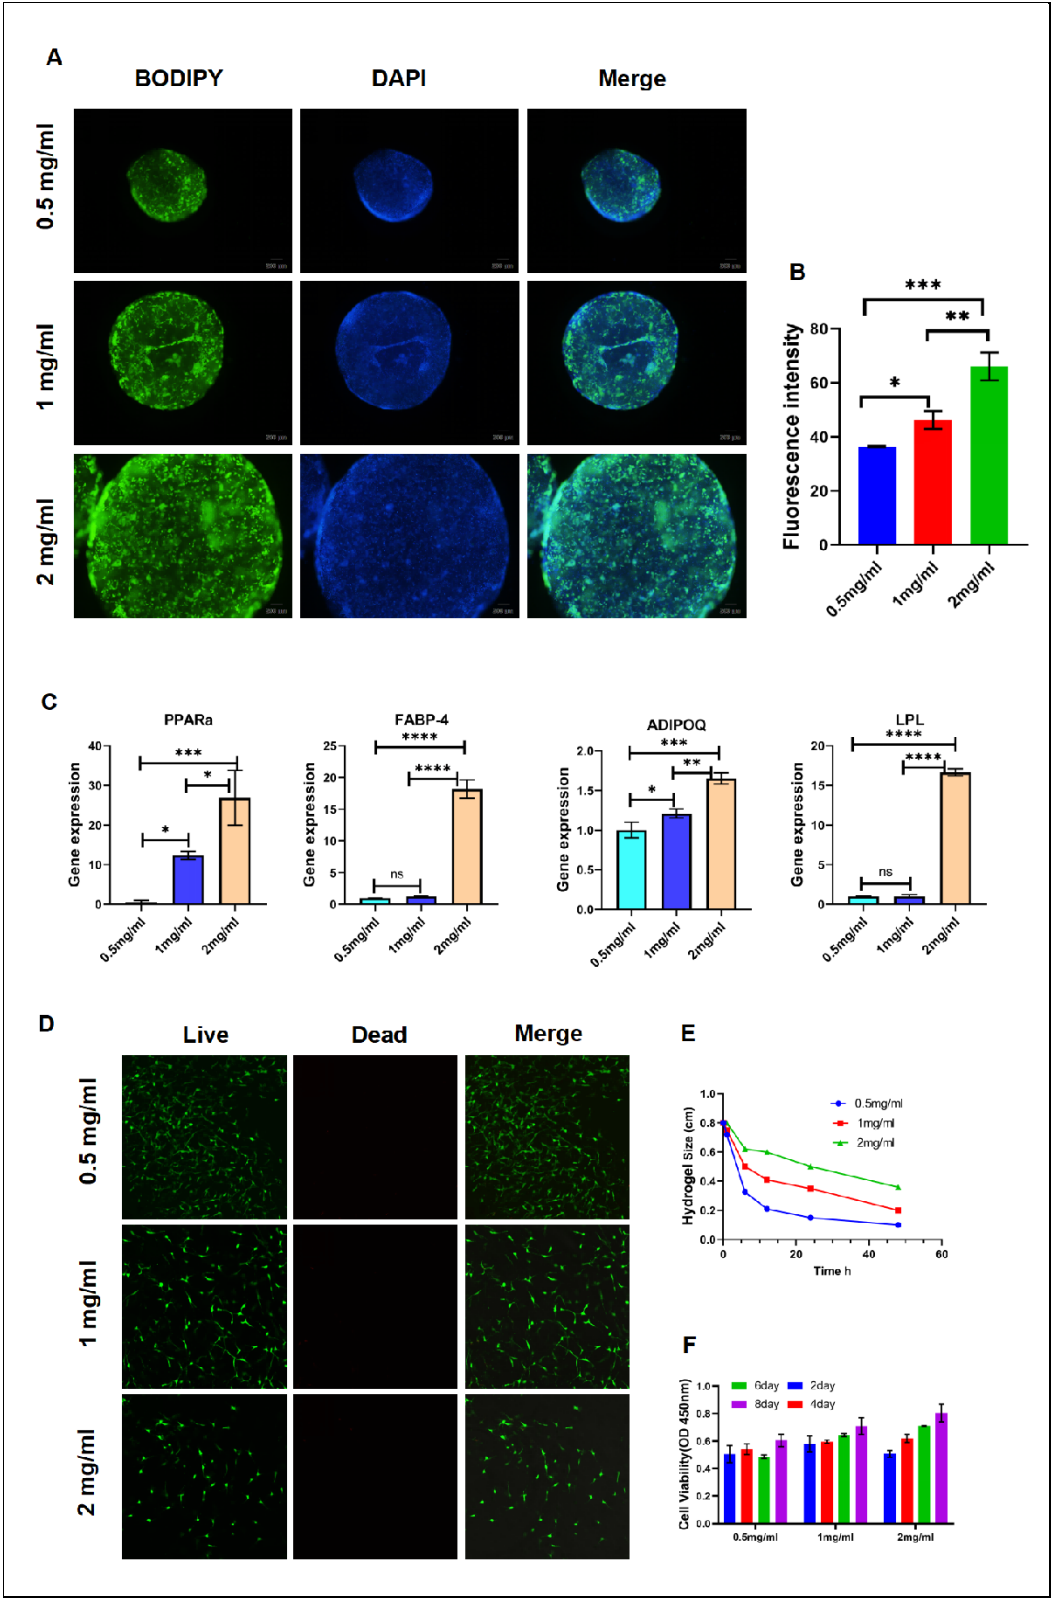 A
BODIPY DAPI Merge
0.5 mg/ml
1 mg/ml
2 mg/ml
B
***
**
*
Fluorescence intensity
80
60
40
20
0
0.5mg/ml 1mg/ml 2mg/ml
C
PPARa
***
*
*
Gene expression
40
30
20
10
0
0.5mg/ml 1mg/ml 2mg/ml
FABP-4
****
****
ns
Gene expression
25
20
15
10
5
0
0.5mg/ml 1mg/ml 2mg/ml
ADIPOQ
***
**
*
Gene expression
2.0
1.5
1.0
0.5
0.0
0.5mg/ml 1mg/ml 2mg/ml
LPL
****
****
ns
Gene expression
20
15
10
5
0
0.5mg/ml 1mg/ml 2mg/ml
D
Live Dead Merge
0.5 mg/ml
1 mg/ml
2 mg/ml
E
Hydrogel Size (cm)
1.0
0.8
0.6
0.4
0.2
0.0
0 20 40 60
Time h
0.5mg/ml
1mg/ml
2mg/ml
F
6day 2day
8day 4day
Cell Viability(OD 450nm)
1.0
0.8
0.6
0.4
0.2
0.0
0.5mg/ml 1mg/ml 2mg/ml